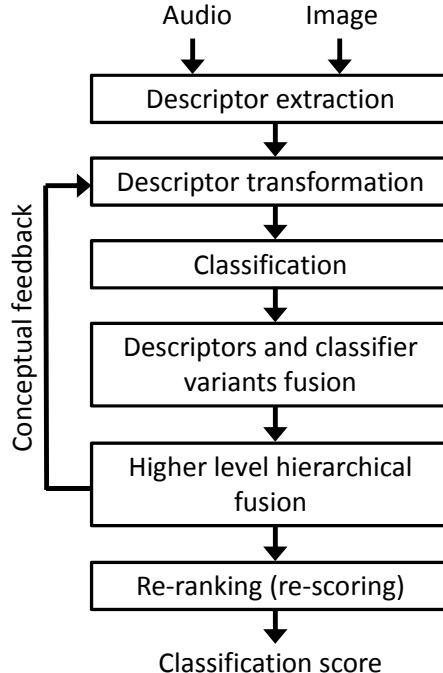 Audio Image
Descriptor extraction
Descriptor transformation
Classification
Descriptors and classifier
variants fusion
Higher level hierarchical
fusion
Re-ranking (re-scoring)
Classification score
Conceptual feedback